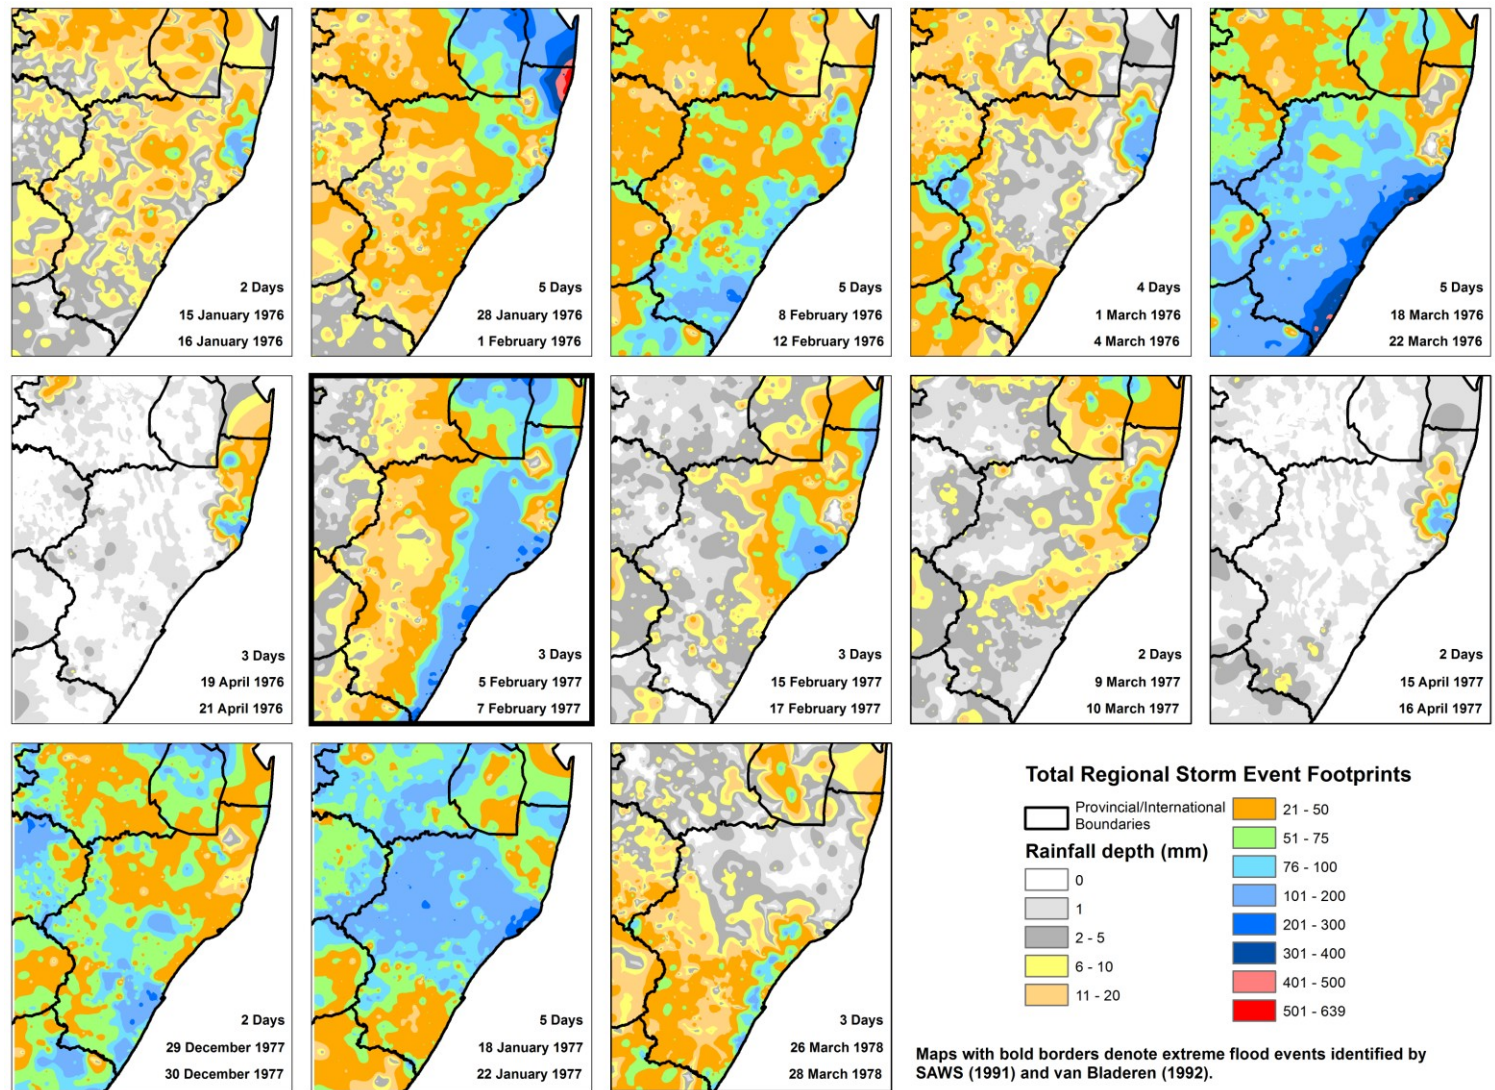 2 Days
15 January 1976
16 January 1976
5 Days
28 January 1976
1 February 1976
5 Days
8 February 1976
12 February 1976
4 Days
1 March 1976
4 March 1976
5 Days
18 March 1976
22 March 1976
3 Days
19 April 1976
21 April 1976
3 Days
5 February 1977
7 February 1977
3 Days
15 February 1977
17 February 1977
2 Days
9 March 1977
10 March 1977
2 Days
15 April 1977
16 April 1977
2 Days
29 December 1977
30 December 1977
5 Days
18 January 1977
22 January 1977
3 Days
26 March 1978
28 March 1978
Total Regional Storm Event Footprints
Provincial/International
Boundaries
Rainfall depth (mm)
0
1
2 - 5
6 - 10
11 - 20
21 - 50
51 - 75
76 - 100
101 - 200
201 - 300
301 - 400
401 - 500
501 - 639
Maps with bold borders denote extreme flood events identified by
SAWS (1991) and van Bladeren (1992).